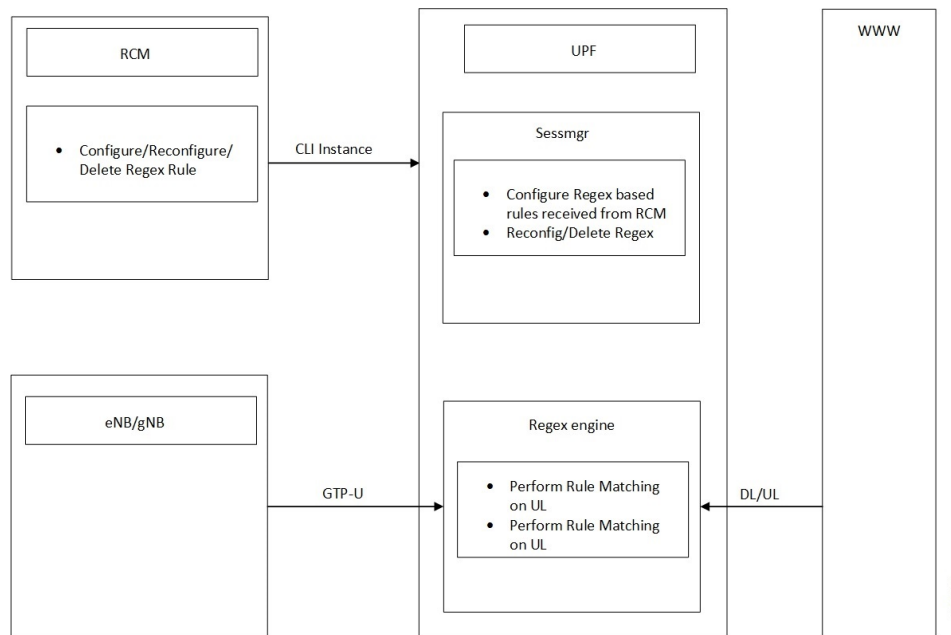 RCM
• Configure/Reconfigure/
Delete Regex Rule
CLI Instance
UPF
Sessmgr
• Configure Regex based
rules received from RCM
• Reconfig/Delete Regex
WWW
eNB/gNB
GTP-U
Regex engine
• Perform Rule Matching
on UL
• Perform Rule Matching
on UL
DL/UL